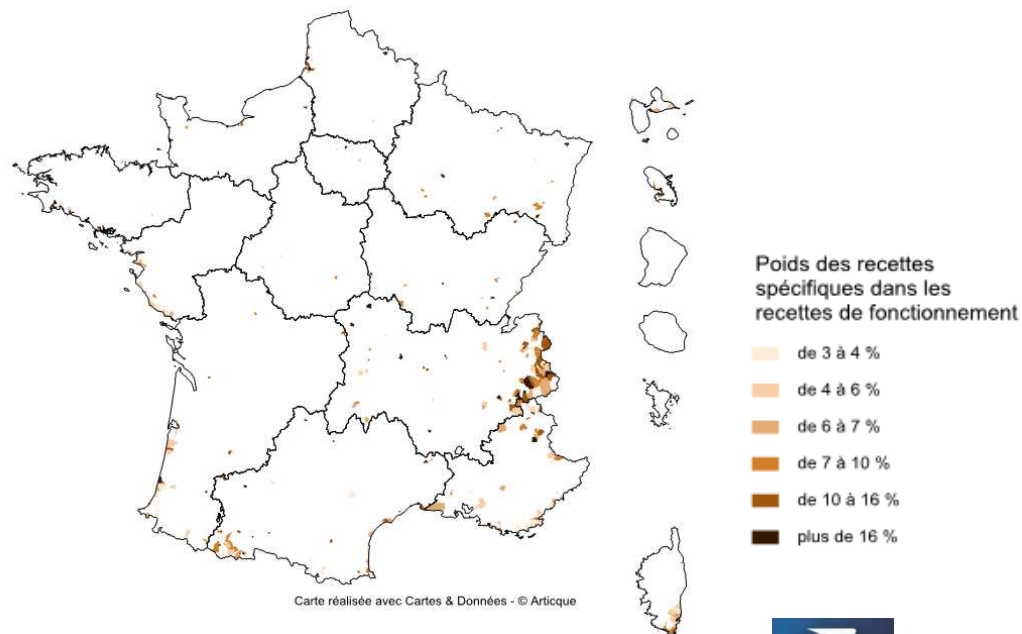 Poids des recettes
spécifiques dans les
recettes de fonctionnement
de 3 à 4 %
de 4 à 6 %
de 6 à 7 %
de 7 à 10 %
de 10 à 16 %
plus de 16 %
Carte réalisée avec Cartes & Données - © Articque